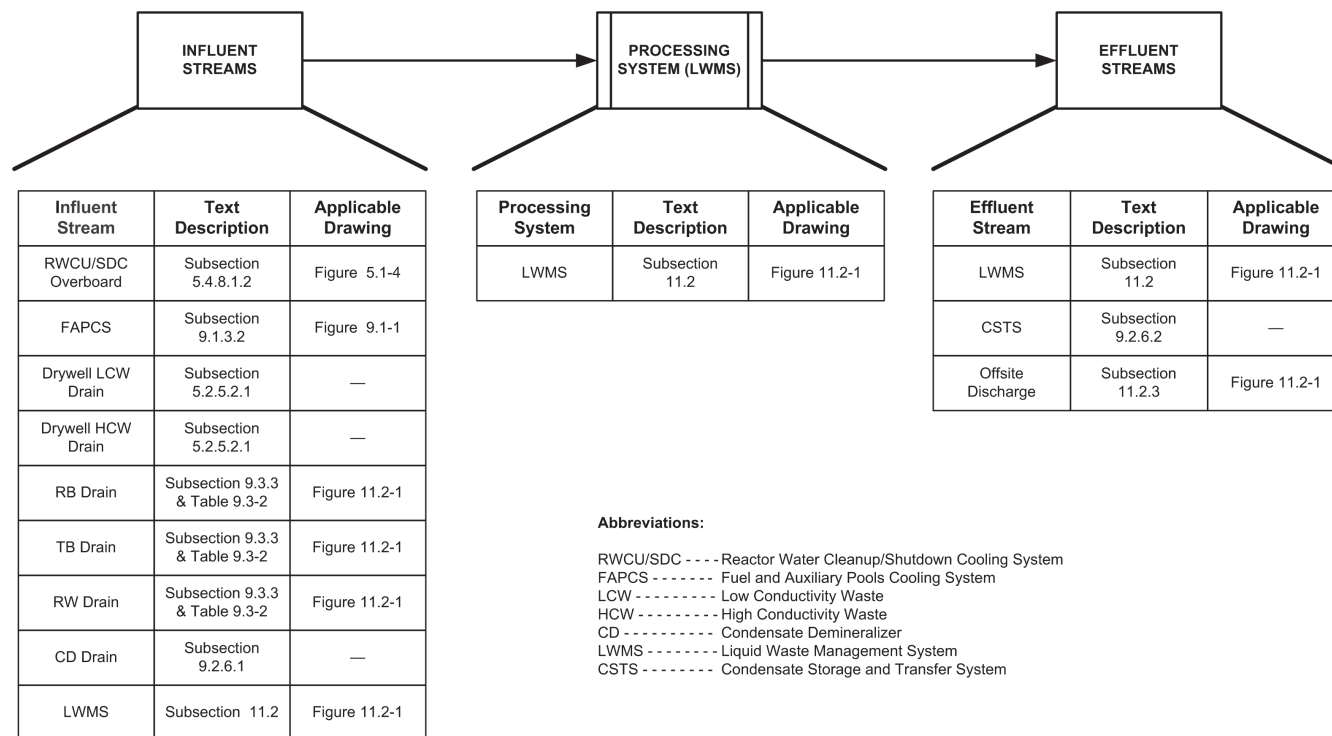 INFLUENT
STREAMS
PROCESSING
SYSTEM (LWMS)
EFFLUENT
STREAMS
Influent
Stream
Text
Description
Applicable
Drawing
RWCU/SDC
Overboard
Subsection
5.4.8.1.2
Figure 5.1-4
FAPCS
Subsection
9.1.3.2
Figure 9.1-1
Drywell LCW
Drain
Subsection
5.2.5.2.1
—
Drywell HCW
Drain
Subsection
5.2.5.2.1
—
RB Drain
Subsection 9.3.3
& Table 9.3-2
Figure 11.2-1
TB Drain
Subsection 9.3.3
& Table 9.3-2
Figure 11.2-1
RW Drain
Subsection 9.3.3
& Table 9.3-2
Figure 11.2-1
CD Drain
Subsection
9.2.6.1
—
LWMS
Subsection 11.2
Figure 11.2-1
Processing
System
Text
Description
Applicable
Drawing
LWMS
Subsection
11.2
Figure 11.2-1
Effluent
Stream
Text
Description
Applicable
Drawing
LWMS
Subsection
11.2
Figure 11.2-1
CSTS
Subsection
9.2.6.2
—
Offsite
Discharge
Subsection
11.2.3
Figure 11.2-1
Abbreviations:
RWCU/SDC - - - - Reactor Water Cleanup/Shutdown Cooling System
FAPCS - - - - - - - Fuel and Auxiliary Pools Cooling System
LCW - - - - - - - - - Low Conductivity Waste
HCW - - - - - - - - - High Conductivity Waste
CD - - - - - - - - - - Condensate Demineralizer
LWMS - - - - - - - - Liquid Waste Management System
CSTS - - - - - - - - Condensate Storage and Transfer System